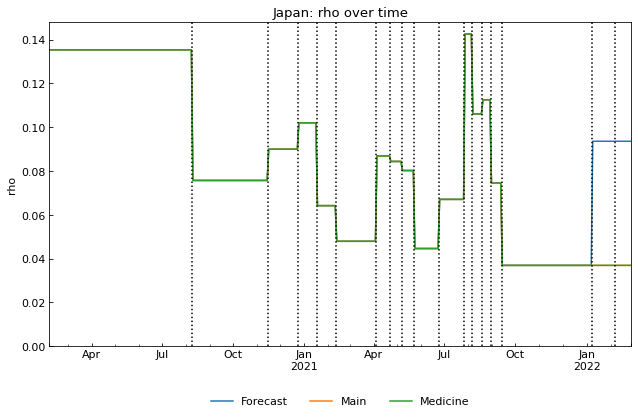 Japan: rho over time
0.14
0.12
0.10
0.08
0.06
0.04
0.02
0.00
rho
Apr Jul Oct Jan Apr Jul Oct Jan
2021 2022
Forecast Main Medicine